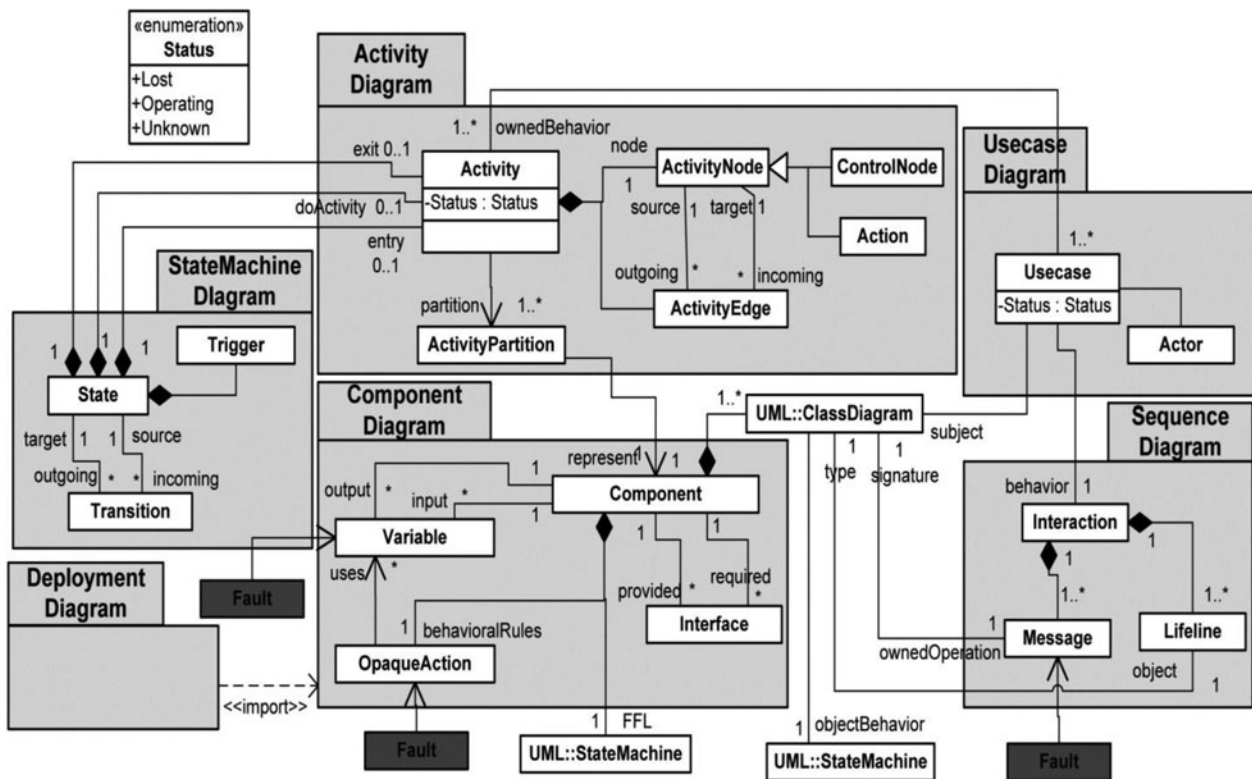 «enumeration»
Status
+Lost
+Operating
+Unknown
Activity
Diagram
1..*
ownedBehavior
exit 0..1
Activity
-Status : Status
doActivity 0..1
entry
0..1
node
1
ActivityNode
ControlNode
source
1
target
1
Action
outgoing
*
*
incoming
ActivityEdge
partition
1..*
ActivityPartition
Usecase
Diagram
1..*
Usecase
-Status : Status
Actor
StateMachine
DIagram
1
1
1
Trigger
State
target
1
1
source
outgoing
*
*
incoming
Transition
Component
Diagram
1..*
UML::ClassDiagram
subject
1
type
1
signature
represent
1
1
output
*
1
input
*
1
Component
Variable
1
1
uses
*
provided
*
required
*
Interface
1
behavioralRules
OpaqueAction
Fault
Fault
Deployment
Diagram
<<import>>
1
FFL
UML::StateMachine
1
objectBehavior
UML::StateMachine
Sequence
Diagram
behavior
1
Interaction
1
1
1..*
1..*
1
Message
Lifeline
ownedOperation
object
1
Fault